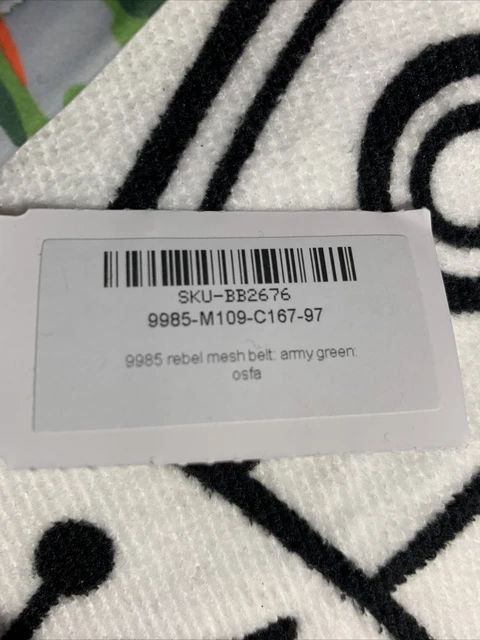 SKU-BB2676
9985-M109-C167-97
9985 rebel mesh belt: army green:
osfa